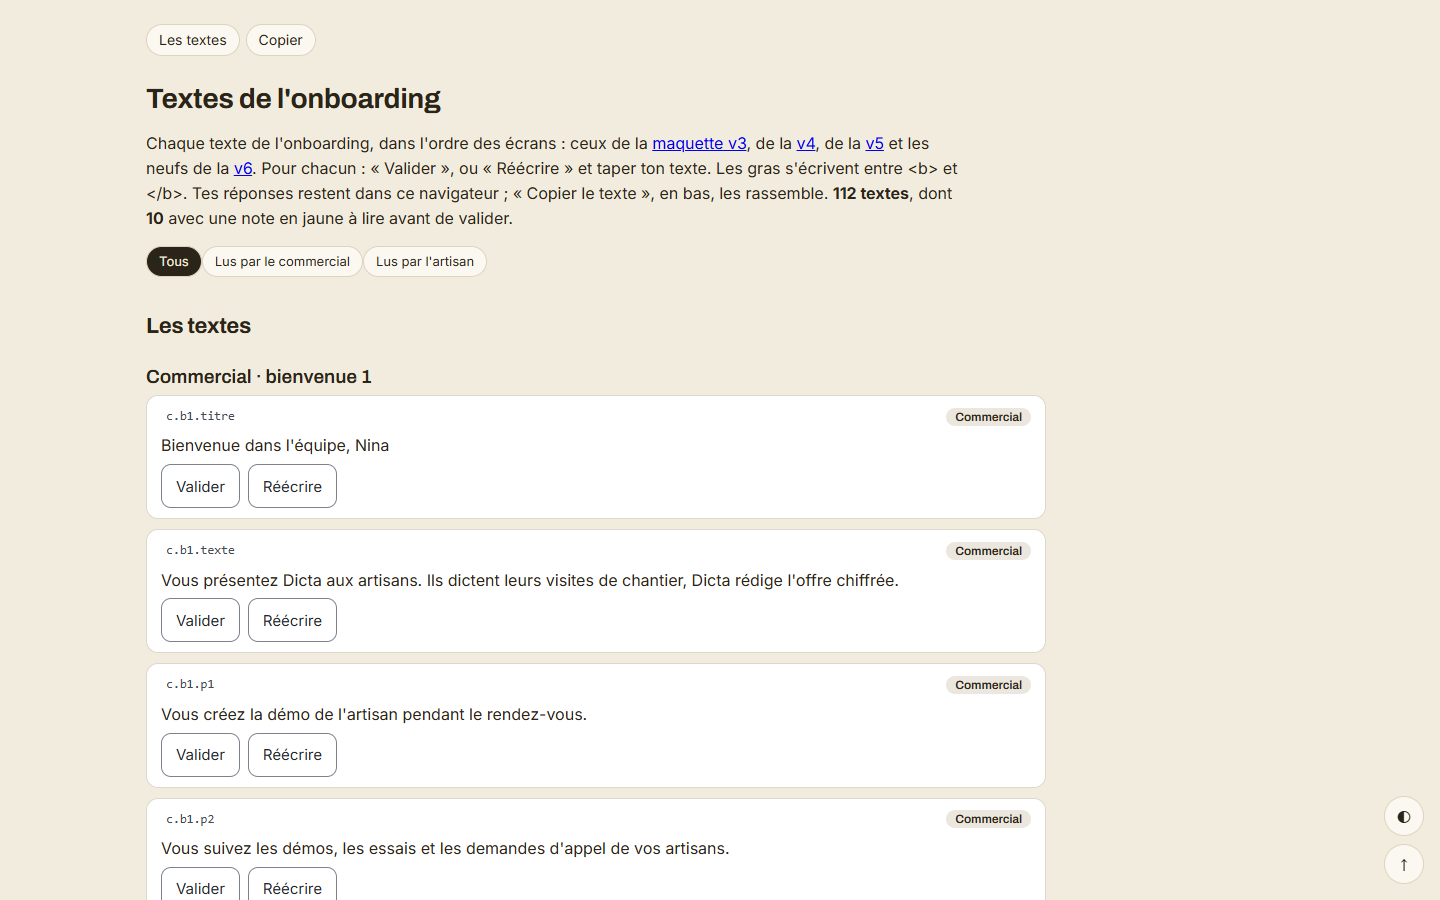 Les textes
Copier
Textes de l'onboarding
Chaque texte de l'onboarding, dans l'ordre des écrans : ceux de la maquette v3, de la v4, de la v5 et les
neufs de la v6. Pour chacun : « Valider », ou « Réécrire » et taper ton texte. Les gras s'écrivent entre <b> et
</b>. Tes réponses restent dans ce navigateur ; « Copier le texte », en bas, les rassemble. 112 textes, dont
10 avec une note en jaune à lire avant de valider.
Tous
Lus par le commercial
Lus par l'artisan
Les textes
Commercial · bienvenue 1
c.b1.titre
Commercial
Bienvenue dans l'équipe, Nina
Valider
Réécrire
c.b1.texte
Commercial
Vous présentez Dicta aux artisans. Ils dictent leurs visites de chantier, Dicta rédige l'offre chiffrée.
Valider
Réécrire
c.b1.p1
Commercial
Vous créez la démo de l'artisan pendant le rendez-vous.
Valider
Réécrire
c.b1.p2
Commercial
Vous suivez les démos, les essais et les demandes d'appel de vos artisans.
Valider
Réécrire
↑